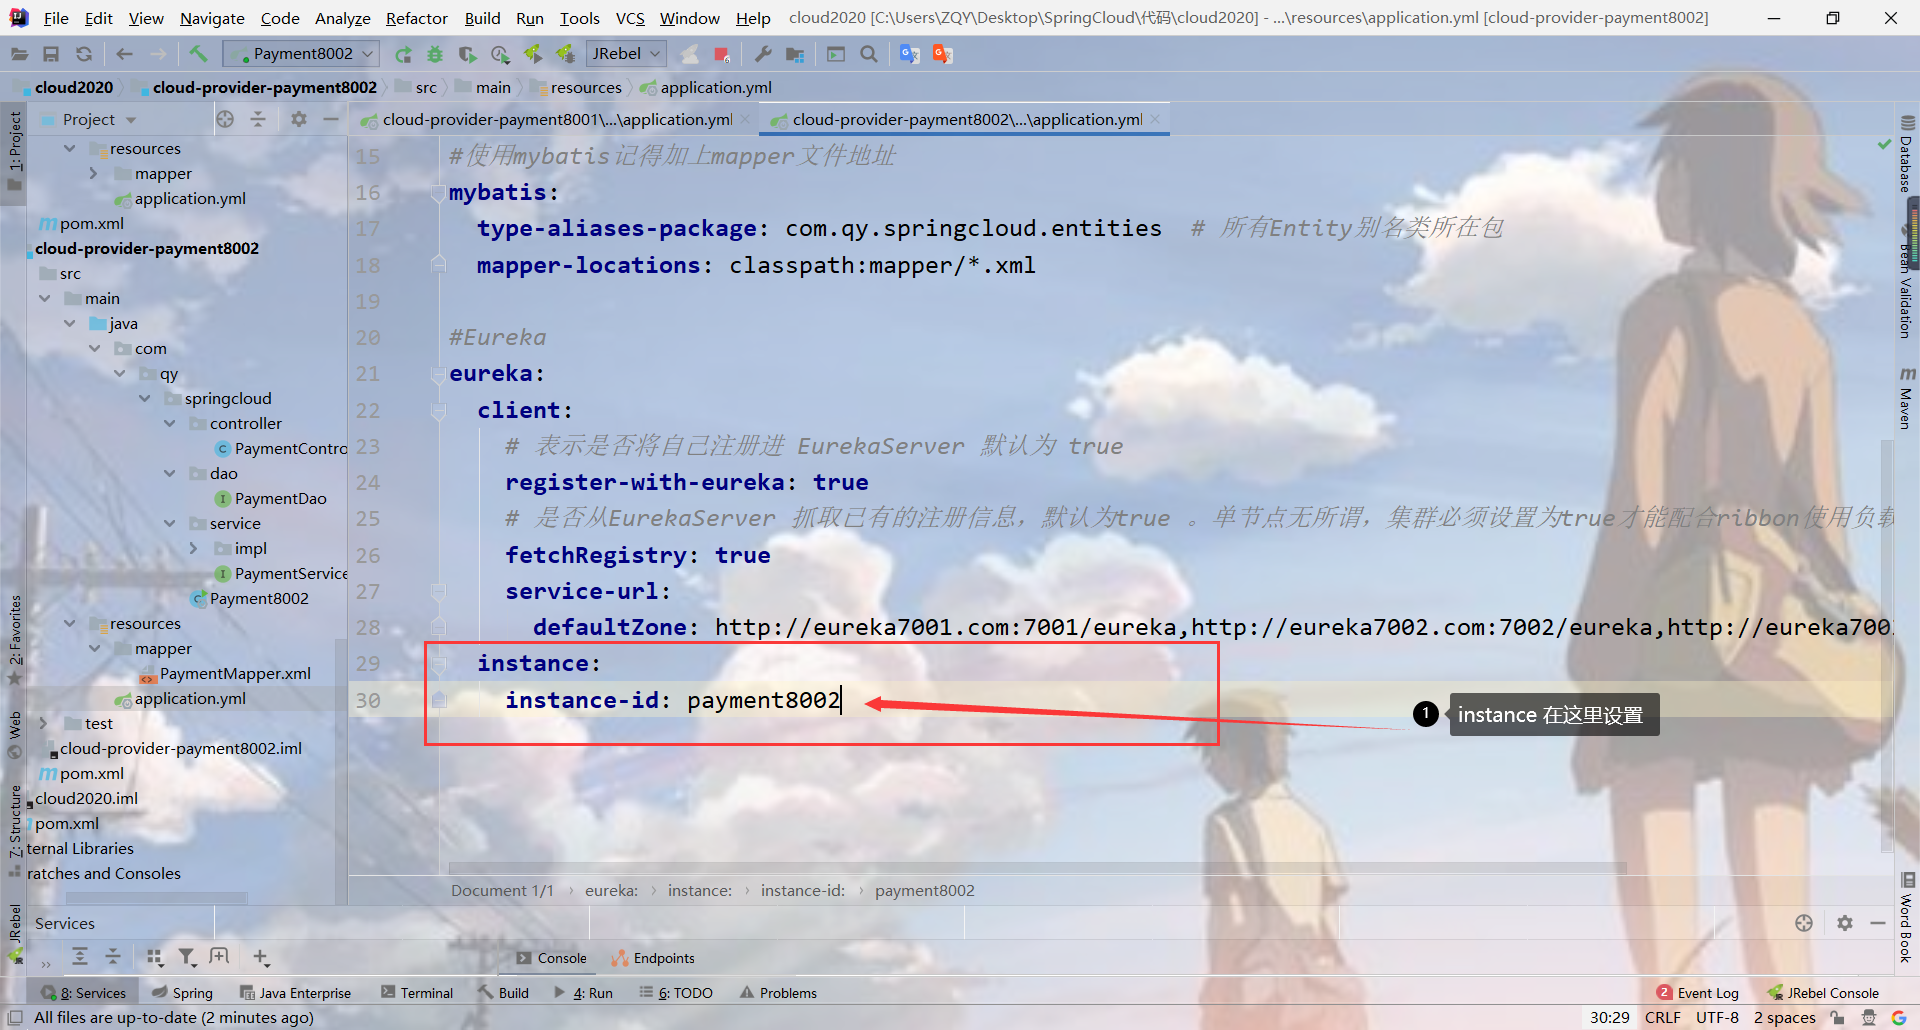 File Edit View Navigate Code Analyze Refactor Build Run Tools VCS Window Help cloud2020 [C:\Users\ZQY\Desktop\SpringCloud\代码\cloud2020] - ...\resources\application.yml [cloud-provider-payment8002]
Payment8002 JRebel
cloud2020 cloud-provider-payment8002 src main resources application.yml
1: Project
Project
cloud-provider-payment8001\...\application.yml
cloud-provider-payment8002\...\application.yml
resources
mapper
application.yml
pom.xml
cloud-provider-payment8002
src
main
java
com
qy
springcloud
controller
PaymentContro
dao
PaymentDao
service
impl
PaymentService
Payment8002
resources
mapper
PaymentMapper.xml
application.yml
test
cloud-provider-payment8002.iml
pom.xml
cloud2020.iml
pom.xml
ternal Libraries
ratches and Consoles
2: Favorites
Web
7: Structure
JRebel
15 #使用mybatis记得加上mapper文件地址
16 mybatis:
17 type-aliases-package: com.qy.springcloud.entities # 所有Entity别名类所在包
18 mapper-locations: classpath:mapper/*.xml
19
20 #Eureka
21 eureka:
22 client:
23 # 表示是否将自己注册进 EurekaServer 默认为 true
24 register-with-eureka: true
25 # 是否从EurekaServer 抓取已有的注册信息，默认为true 。单节点无所谓，集群必须设置为true才能配合ribbon使用负载
26 fetchRegistry: true
27 service-url:
28 defaultZone: http://eureka7001.com:7001/eureka,http://eureka7002.com:7002/eureka,http://eureka700
29 instance:
30 instance-id: payment8002
1 instance 在这里设置
Database
Bean Validation
Maven
Word Book
Document 1/1 › eureka: › instance: › instance-id: › payment8002
Services
Console Endpoints
8: Services Spring Java Enterprise Terminal Build 4: Run 6: TODO Problems 2 Event Log JRebel Console
All files are up-to-date (2 minutes ago) 30:29 CRLF UTF-8 2 spaces